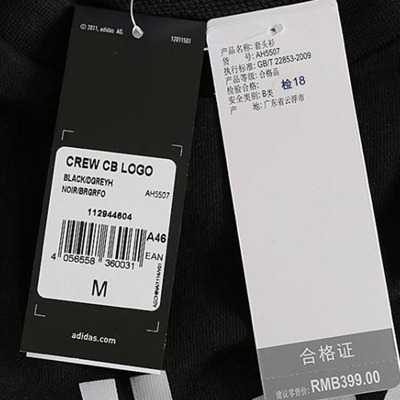 © 2011, adidas AG
12011501
CREW CB LOGO
BLACK/DGREYH
NOIR/BRGRFO
AH5507
112944604
A46
EAN
4 056558 360031
M
adidas.com
产品名称: 套头衫
货 号: AH5507
执行标准: GB/T 22853-2009
产品等级: 合格品
检验合格: 检18
安全类别: B类
产 地: 广东省云浮市
合格证
建议零售价: RMB399.00